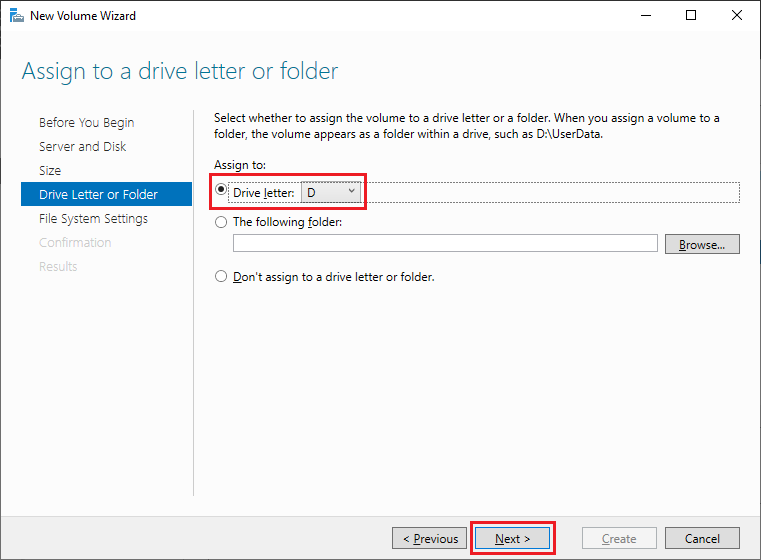 New Volume Wizard
Assign to a drive letter or folder
Before You Begin
Server and Disk
Size
Drive Letter or Folder
File System Settings
Confirmation
Results
Select whether to assign the volume to a drive letter or a folder. When you assign a volume to a
folder, the volume appears as a folder within a drive, such as D:\UserData.
Assign to:
Drive letter: D
The following folder:
Browse...
Don't assign to a drive letter or folder.
< Previous
Next >
Create
Cancel